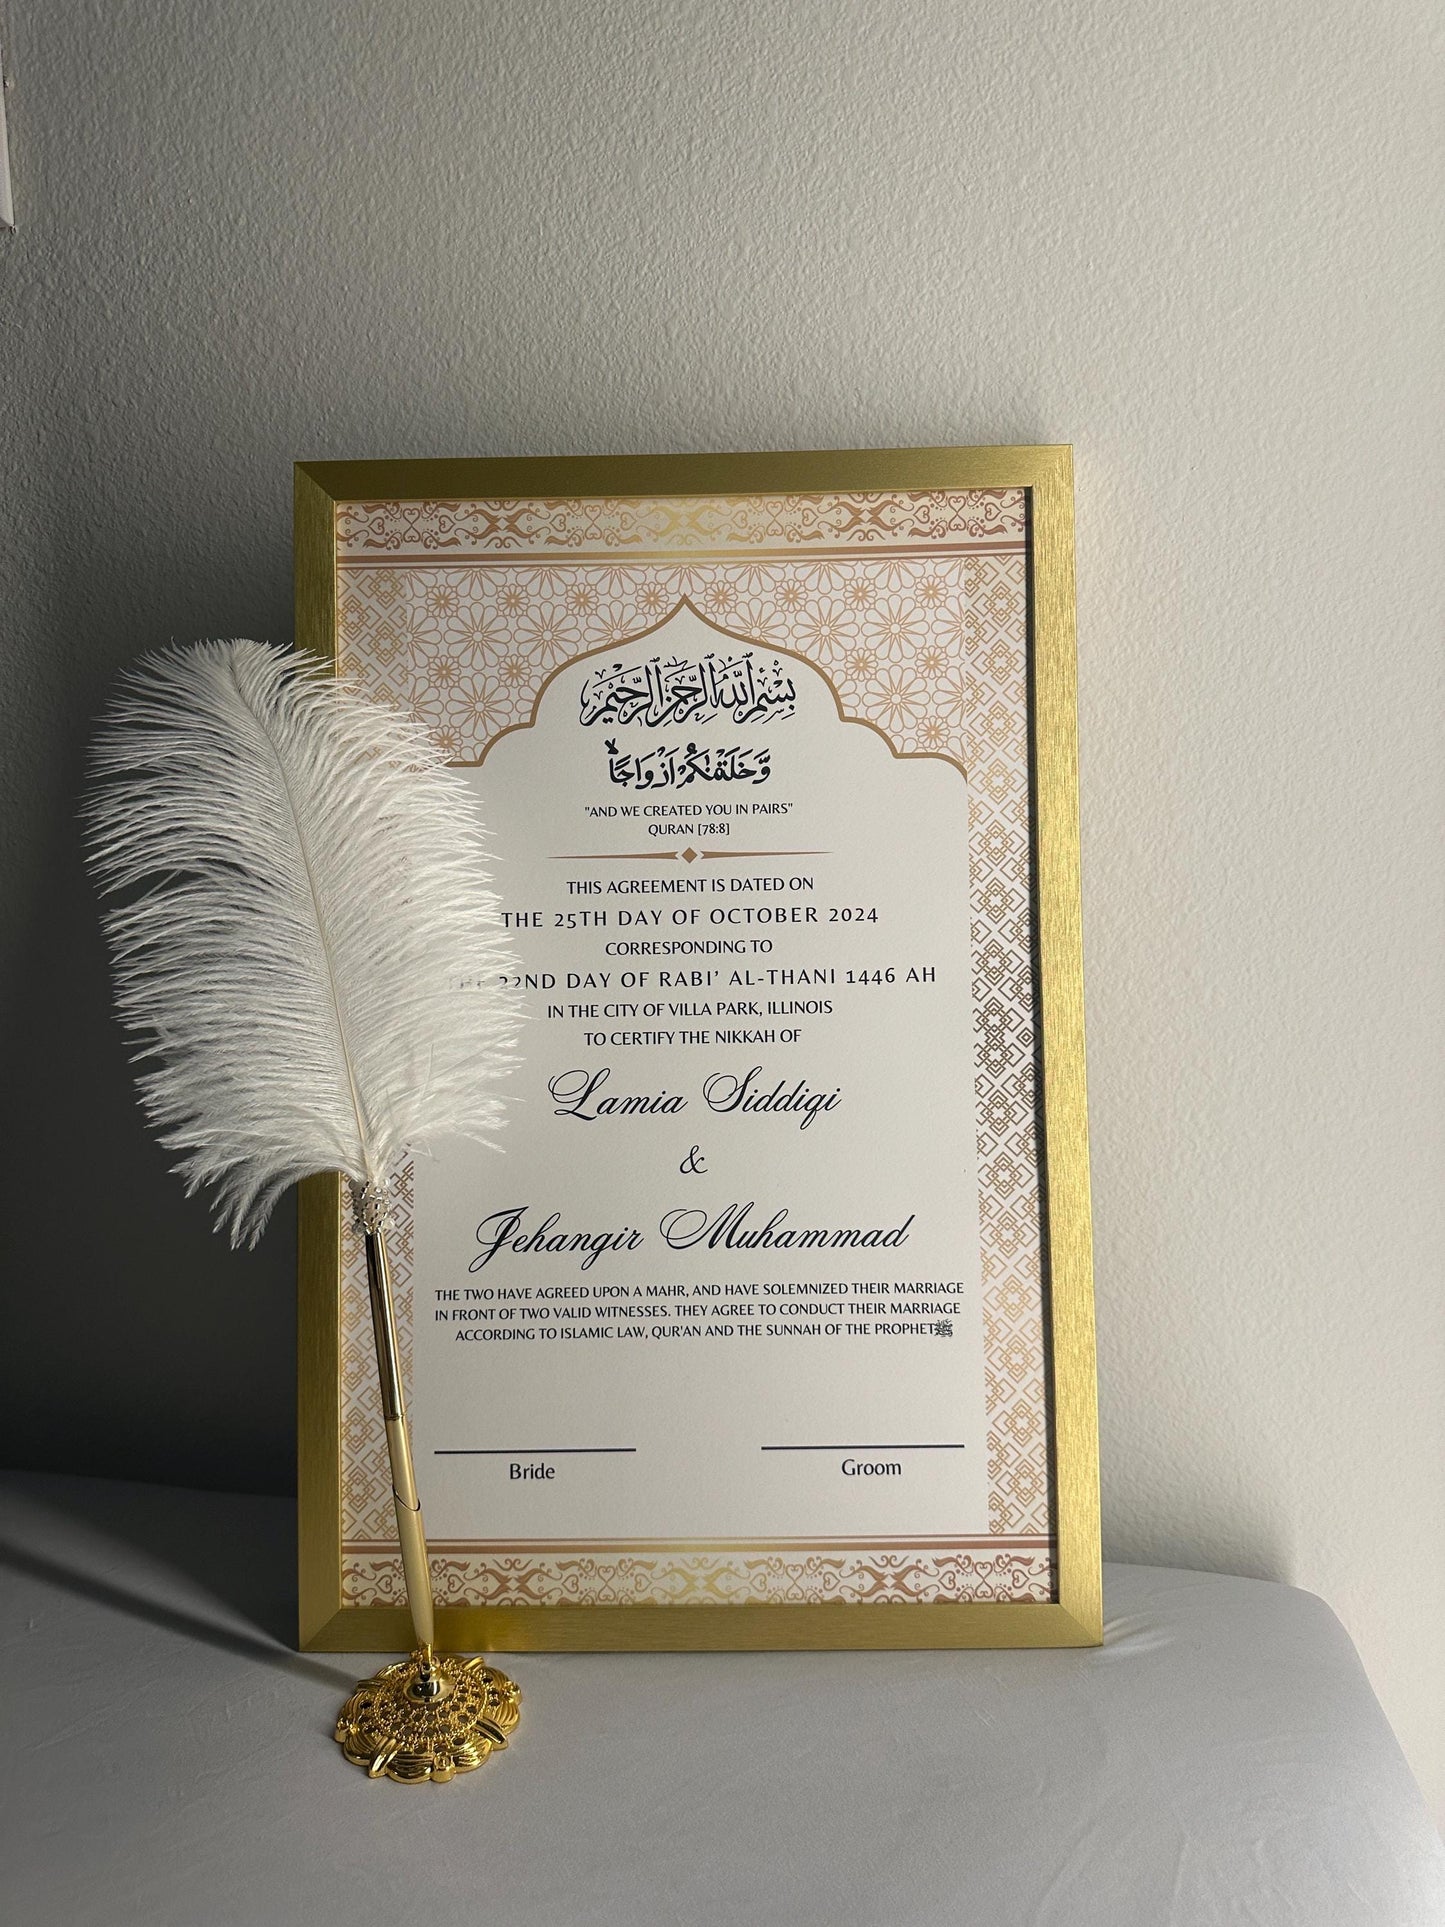 بِسْمِ اللَّهِ الرَّحْمَٰنِ الرَّحِيمِ
وَّخَلَقْنٰكُمْ اَزْوَاجًاۙ
"AND WE CREATED YOU IN PAIRS"
QURAN [78:8]
THIS AGREEMENT IS DATED ON
THE 25TH DAY OF OCTOBER 2024
CORRESPONDING TO
THE 22ND DAY OF RABI’ AL-THANI 1446 AH
IN THE CITY OF VILLA PARK, ILLINOIS
TO CERTIFY THE NIKKAH OF
Lamia Siddiqi
&
Jehangir Muhammad
THE TWO HAVE AGREED UPON A MAHR, AND HAVE SOLEMNIZED THEIR MARRIAGE
IN FRONT OF TWO VALID WITNESSES. THEY AGREE TO CONDUCT THEIR MARRIAGE
ACCORDING TO ISLAMIC LAW, QUR'AN AND THE SUNNAH OF THE PROPHETﷺ
Bride
Groom